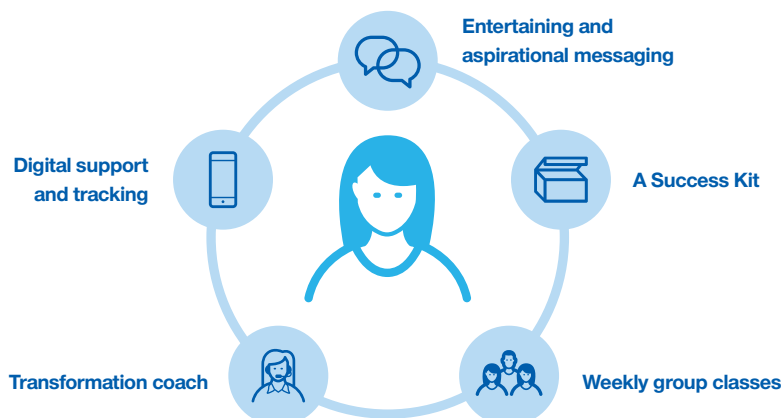 Entertaining and
aspirational messaging
Digital support
and tracking
A Success Kit
Transformation coach
Weekly group classes